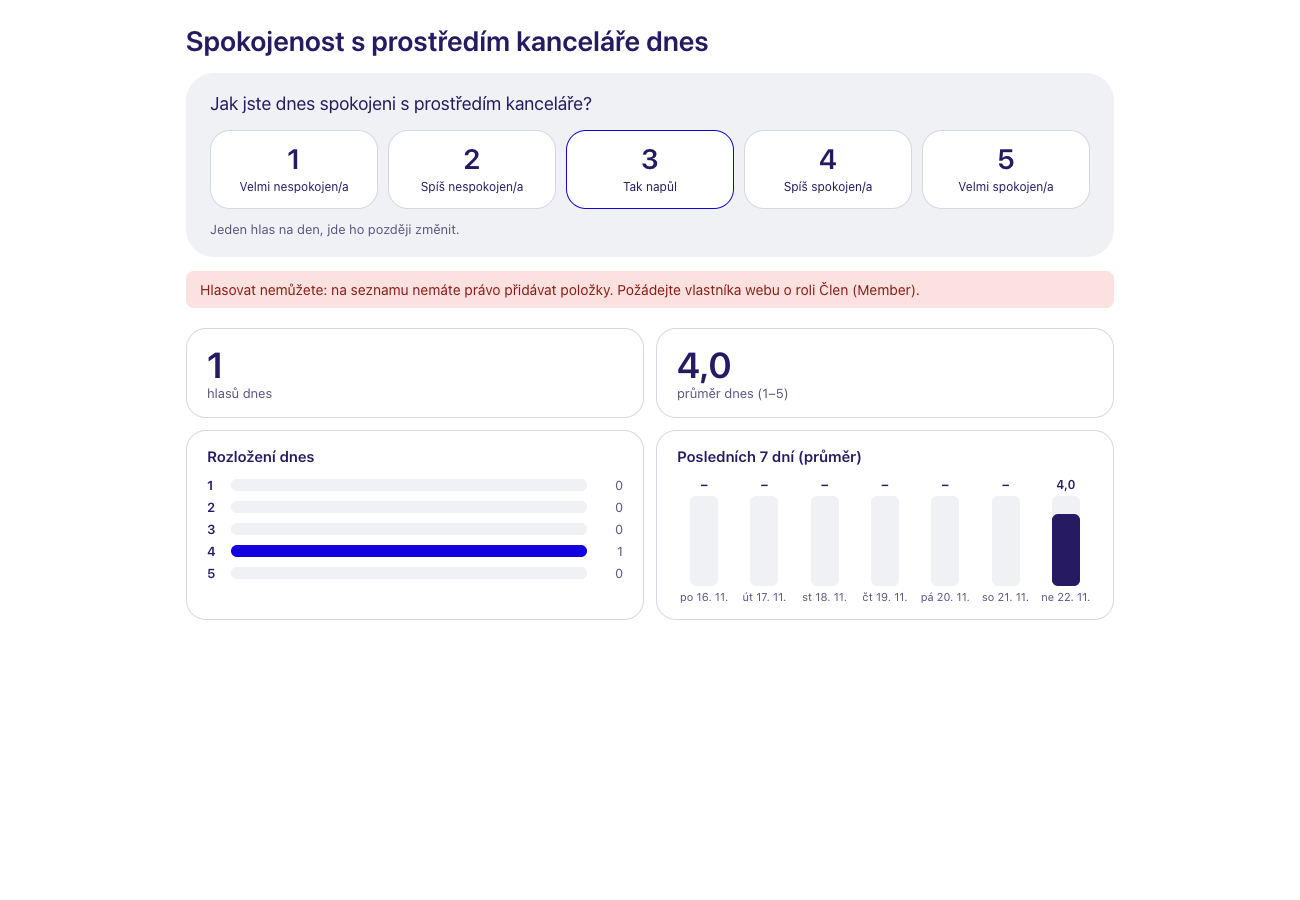 Spokojenost s prostředím kanceláře dnes
Jak jste dnes spokojeni s prostředím kanceláře?
1
Velmi nespokojen/a
2
Spíš nespokojen/a
3
Tak napůl
4
Spíš spokojen/a
5
Velmi spokojen/a
Jeden hlas na den, jde ho později změnit.
Hlasovat nemůžete: na seznamu nemáte právo přidávat položky. Požádejte vlastníka webu o roli Člen (Member).
1
hlasů dnes
4,0
průměr dnes (1–5)
Rozložení dnes
1 0
2 0
3 0
4 1
5 0
Posledních 7 dní (průměr)
– – – – – – 4,0
po 16. 11. út 17. 11. st 18. 11. čt 19. 11. pá 20. 11. so 21. 11. ne 22. 11.